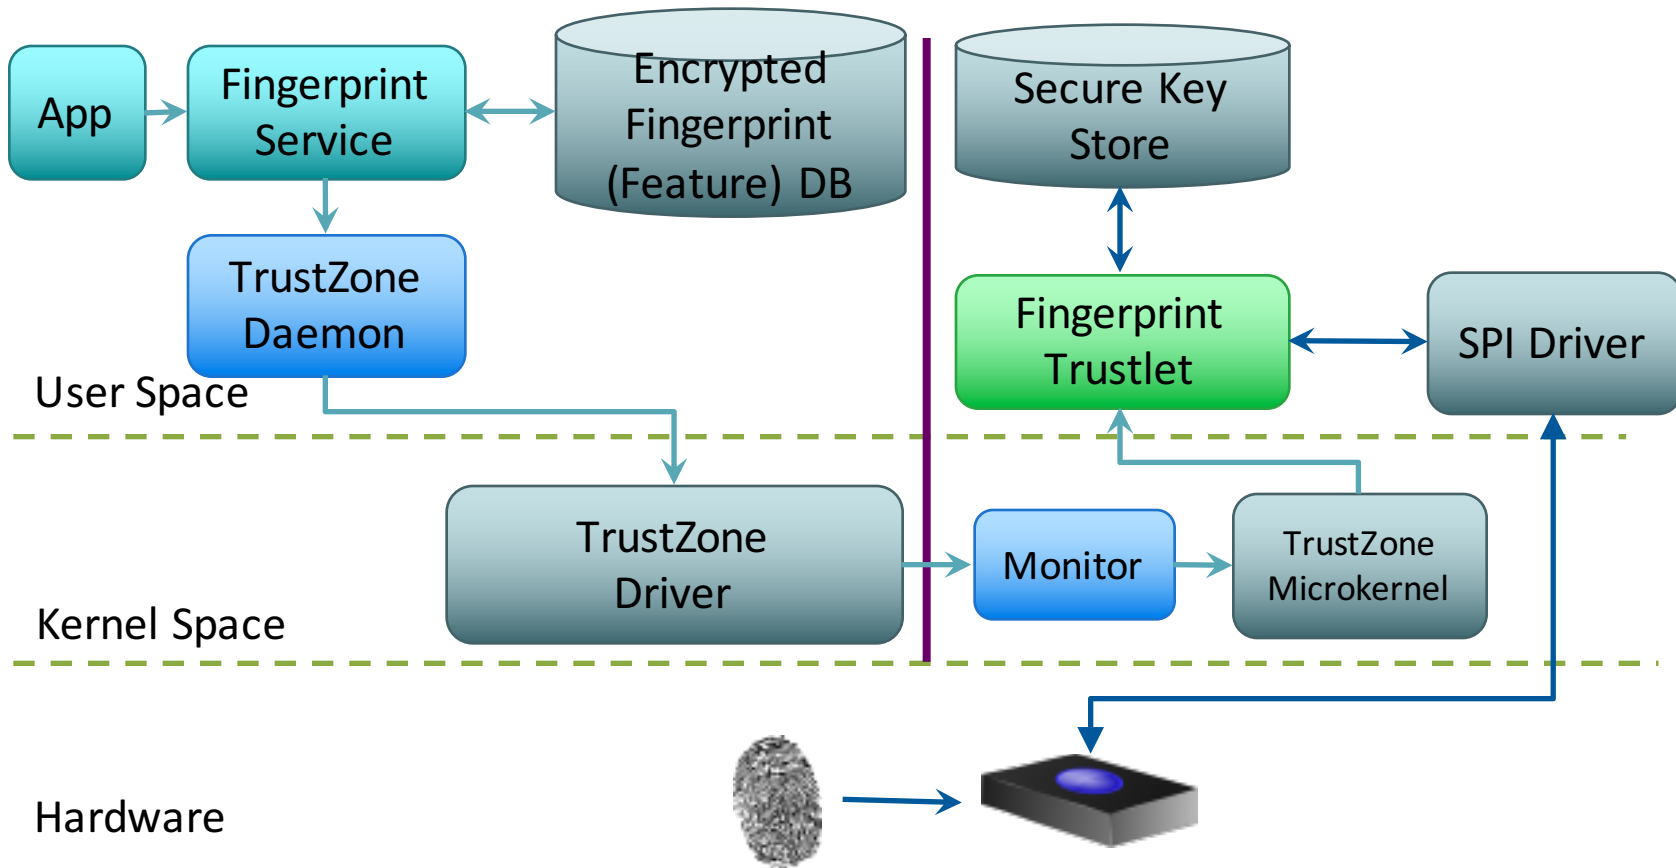 App
Fingerprint
Service
Encrypted
Fingerprint
(Feature) DB
Secure Key
Store
TrustZone
Daemon
Fingerprint
Trustlet
SPI Driver
User Space
TrustZone
Driver
Monitor
TrustZone
Microkernel
Kernel Space
Hardware